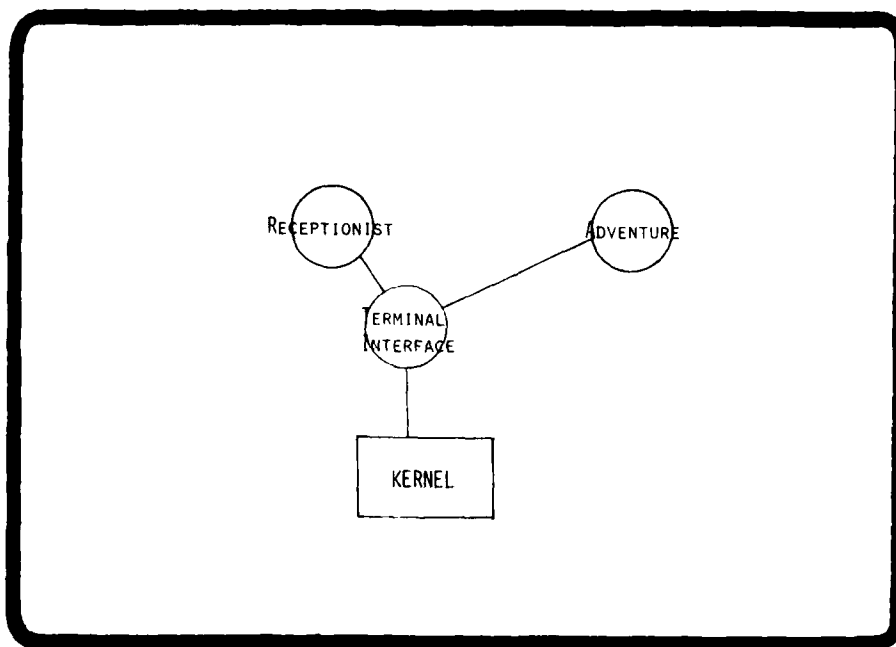 RECEPTIONIST
ADVENTURE
TERMINAL
INTERFACE
KERNEL